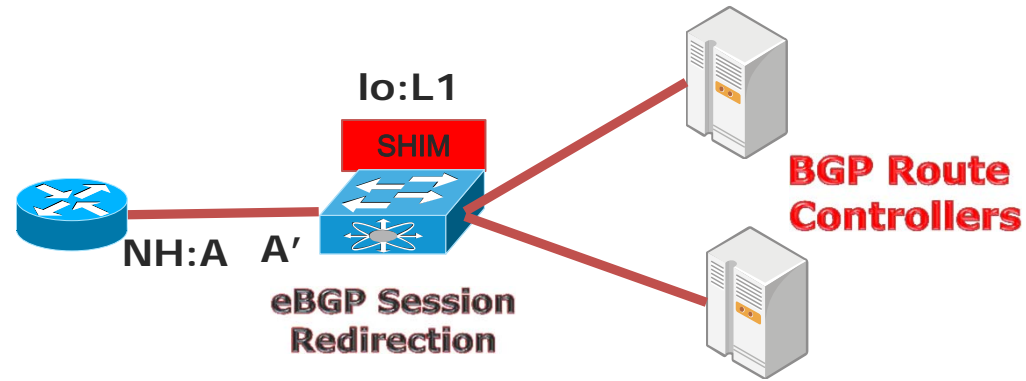 lo:L1
SHIM
NH:A A’
eBGP Session
Redirection
BGP Route
Controllers